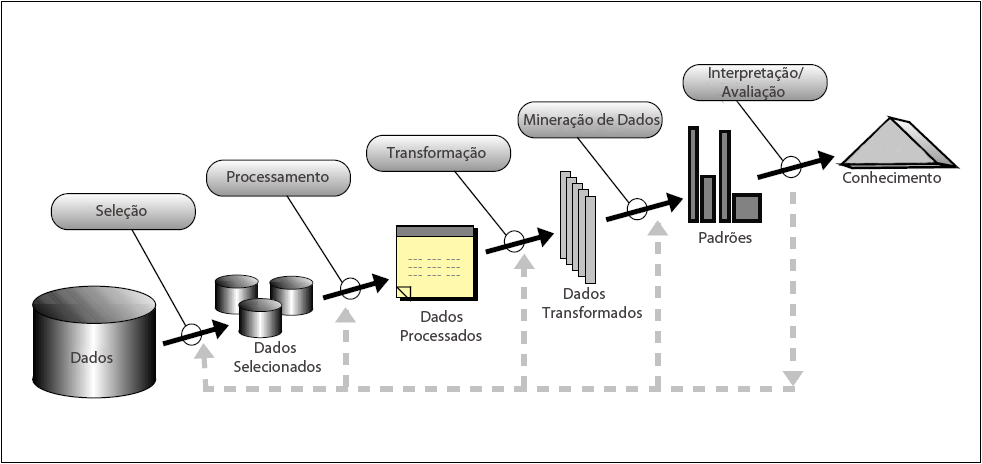 Interpretação/
Avaliação
Mineração de Dados
Transformação
Processamento
Seleção
Conhecimento
Padrões
Dados
Transformados
Dados
Processados
Dados
Selecionados
Dados